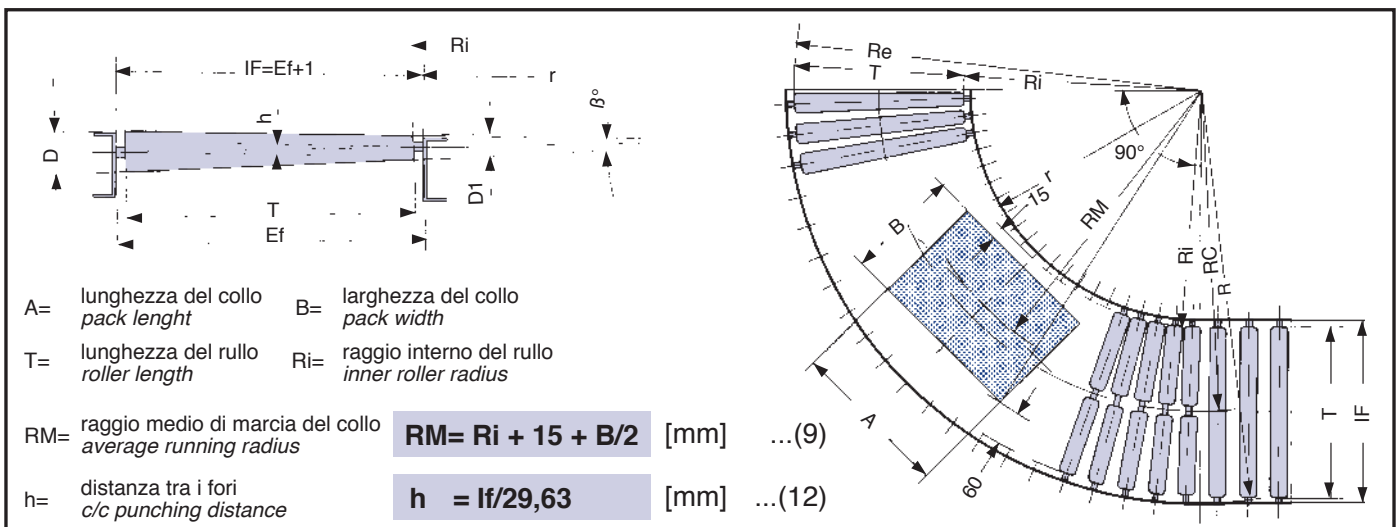 Ri
IF=Ef+1
r
h
ß°
D
D1
T
Ef
A= lunghezza del collo
pack lenght
B= larghezza del collo
pack width
T= lunghezza del rullo
roller length
Ri= raggio interno del rullo
inner roller radius
RM= raggio medio di marcia del collo
average running radius
RM= Ri + 15 + B/2 [mm] ...(9)
h= distanza tra i fori
c/c punching distance
h = If/29,63 [mm] ...(12)
Re
T
Ri
90°
r
15
RM
B
Ri
RC
R
A
60
T
IF